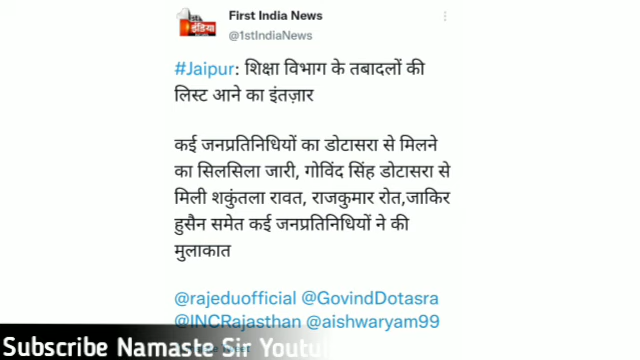 First India News
@1stIndiaNews
इंडिया
#Jaipur: शिक्षा विभाग के तबादलों की
लिस्ट आने का इंतज़ार
कई जनप्रतिनिधियों का डोटासरा से मिलने
का सिलसिला जारी, गोविंद सिंह डोटासरा से
मिली शकुंतला रावत, राजकुमार रोत,जाकिर
हुसैन समेत कई जनप्रतिनिधियों ने की
मुलाकात
@rajeduofficial @GovindDotasra
@INCRajasthan @aishwaryam99
Subscribe Namaste Sir Youtu